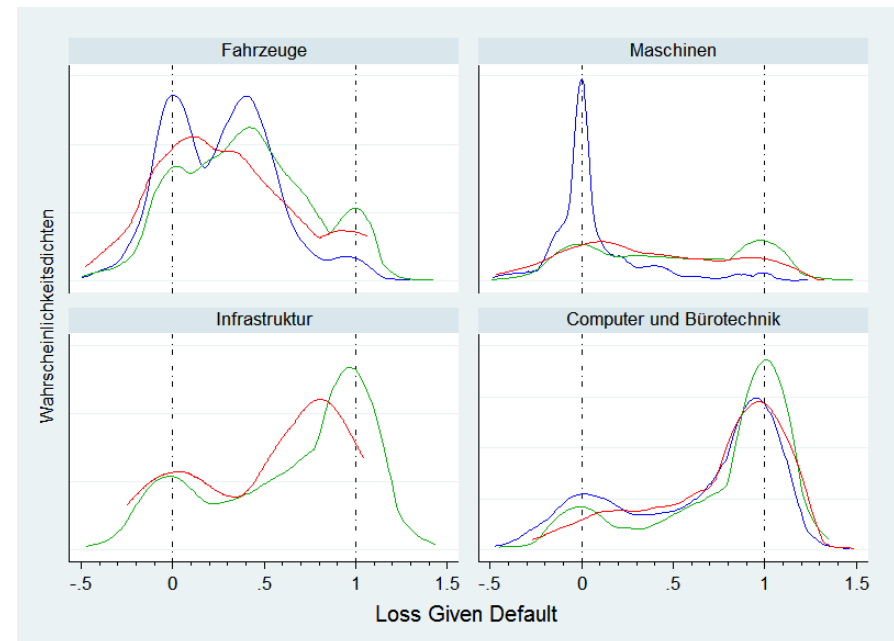 Fahrzeuge
Maschinen
Wahrscheinlichkeitsdichten
Infrastruktur
Computer und Bürotechnik
-.5 0 .5 1 1.5
-.5 0 .5 1 1.5
Loss Given Default